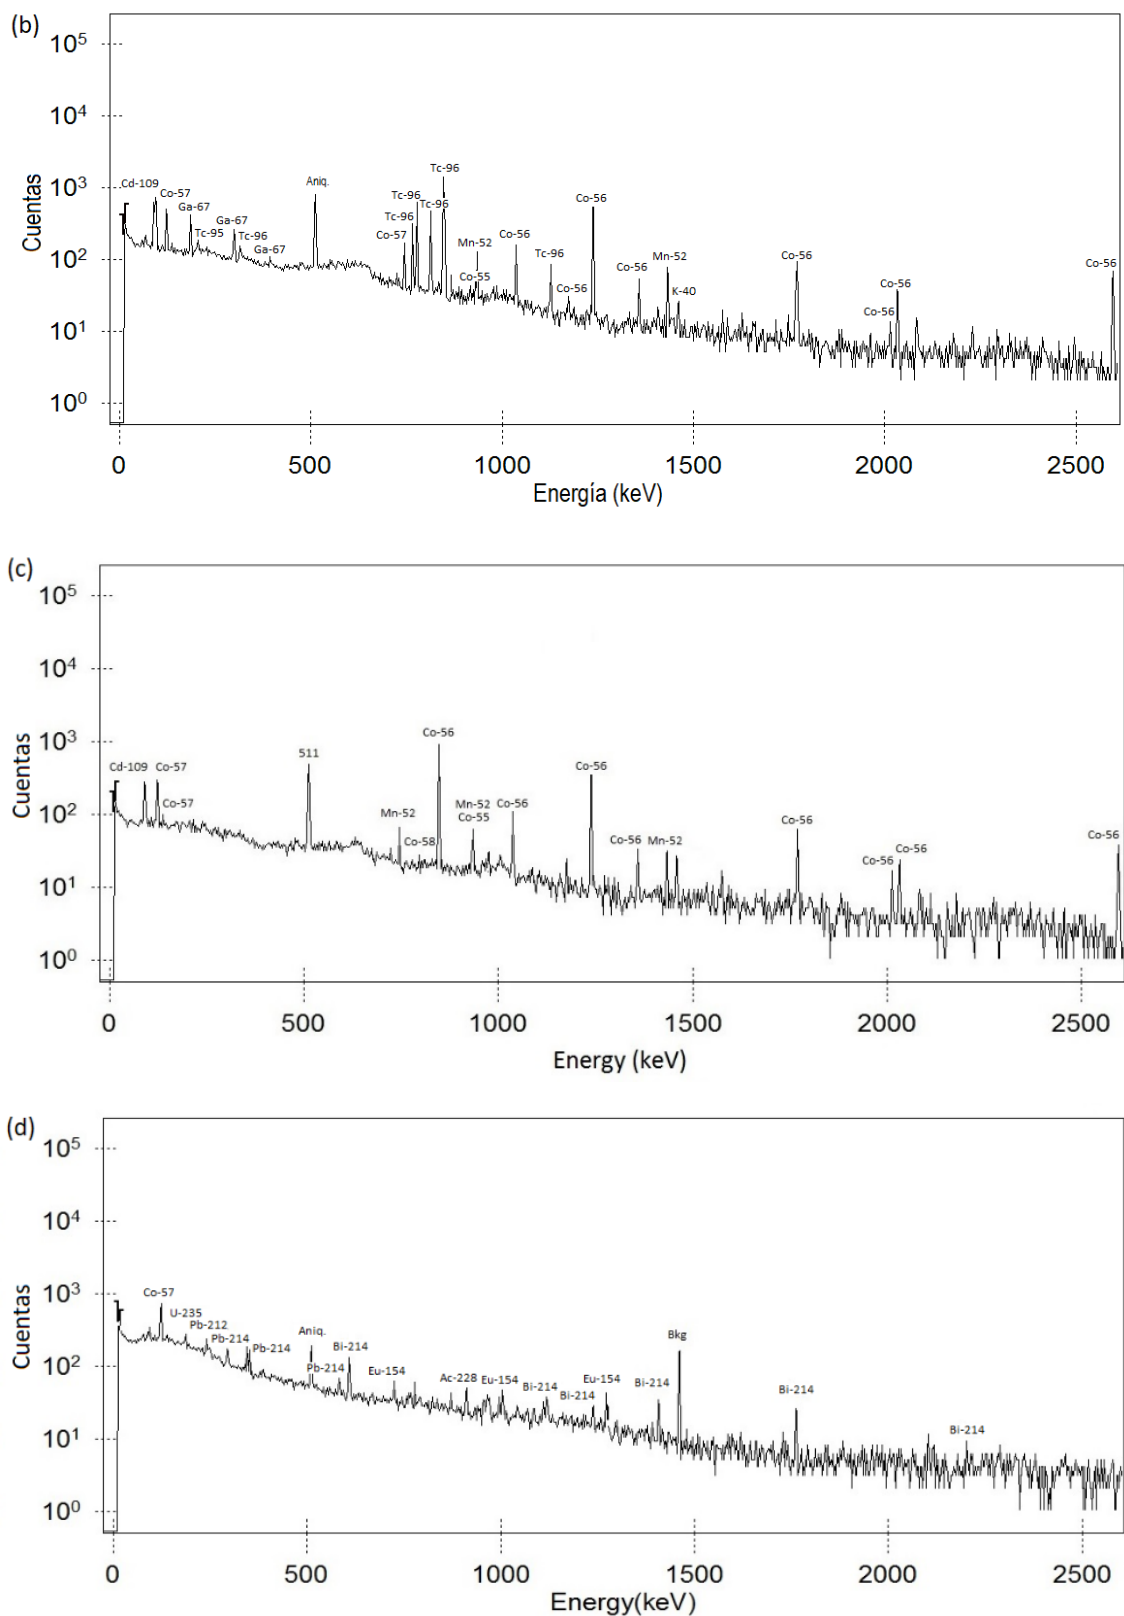 (b)
10⁵
10⁴
10³
10²
10¹
10⁰
Cuentas
Cd-109
Co-57
Ga-67
Tc-95
Ga-67
Tc-96
Ga-67
Aniq.
Co-57
Tc-96
Tc-96
Tc-96
Tc-96
Mn-52
Co-55
Co-56
Tc-96
Co-56
Co-56
Co-56
Mn-52
K-40
Co-56
Co-56
Co-56
Co-56
0 500 1000 1500 2000 2500
Energía (keV)
(c)
10⁵
10⁴
10³
10²
10¹
10⁰
Cuentas
Cd-109
Co-57
Co-57
511
Mn-52
Co-58
Co-56
Mn-52
Co-55
Co-56
Co-56
Co-56
Mn-52
Co-56
Co-56
Co-56
Co-56
0 500 1000 1500 2000 2500
Energy (keV)
(d)
10⁵
10⁴
10³
10²
10¹
10⁰
Cuentas
Co-57
U-235
Pb-212
Pb-214
Pb-214
Aniq.
Pb-214
Bi-214
Eu-154
Ac-228
Eu-154
Bi-214
Bi-214
Eu-154
Bi-214
Bkg
Bi-214
Bi-214
0 500 1000 1500 2000 2500
Energy(keV)